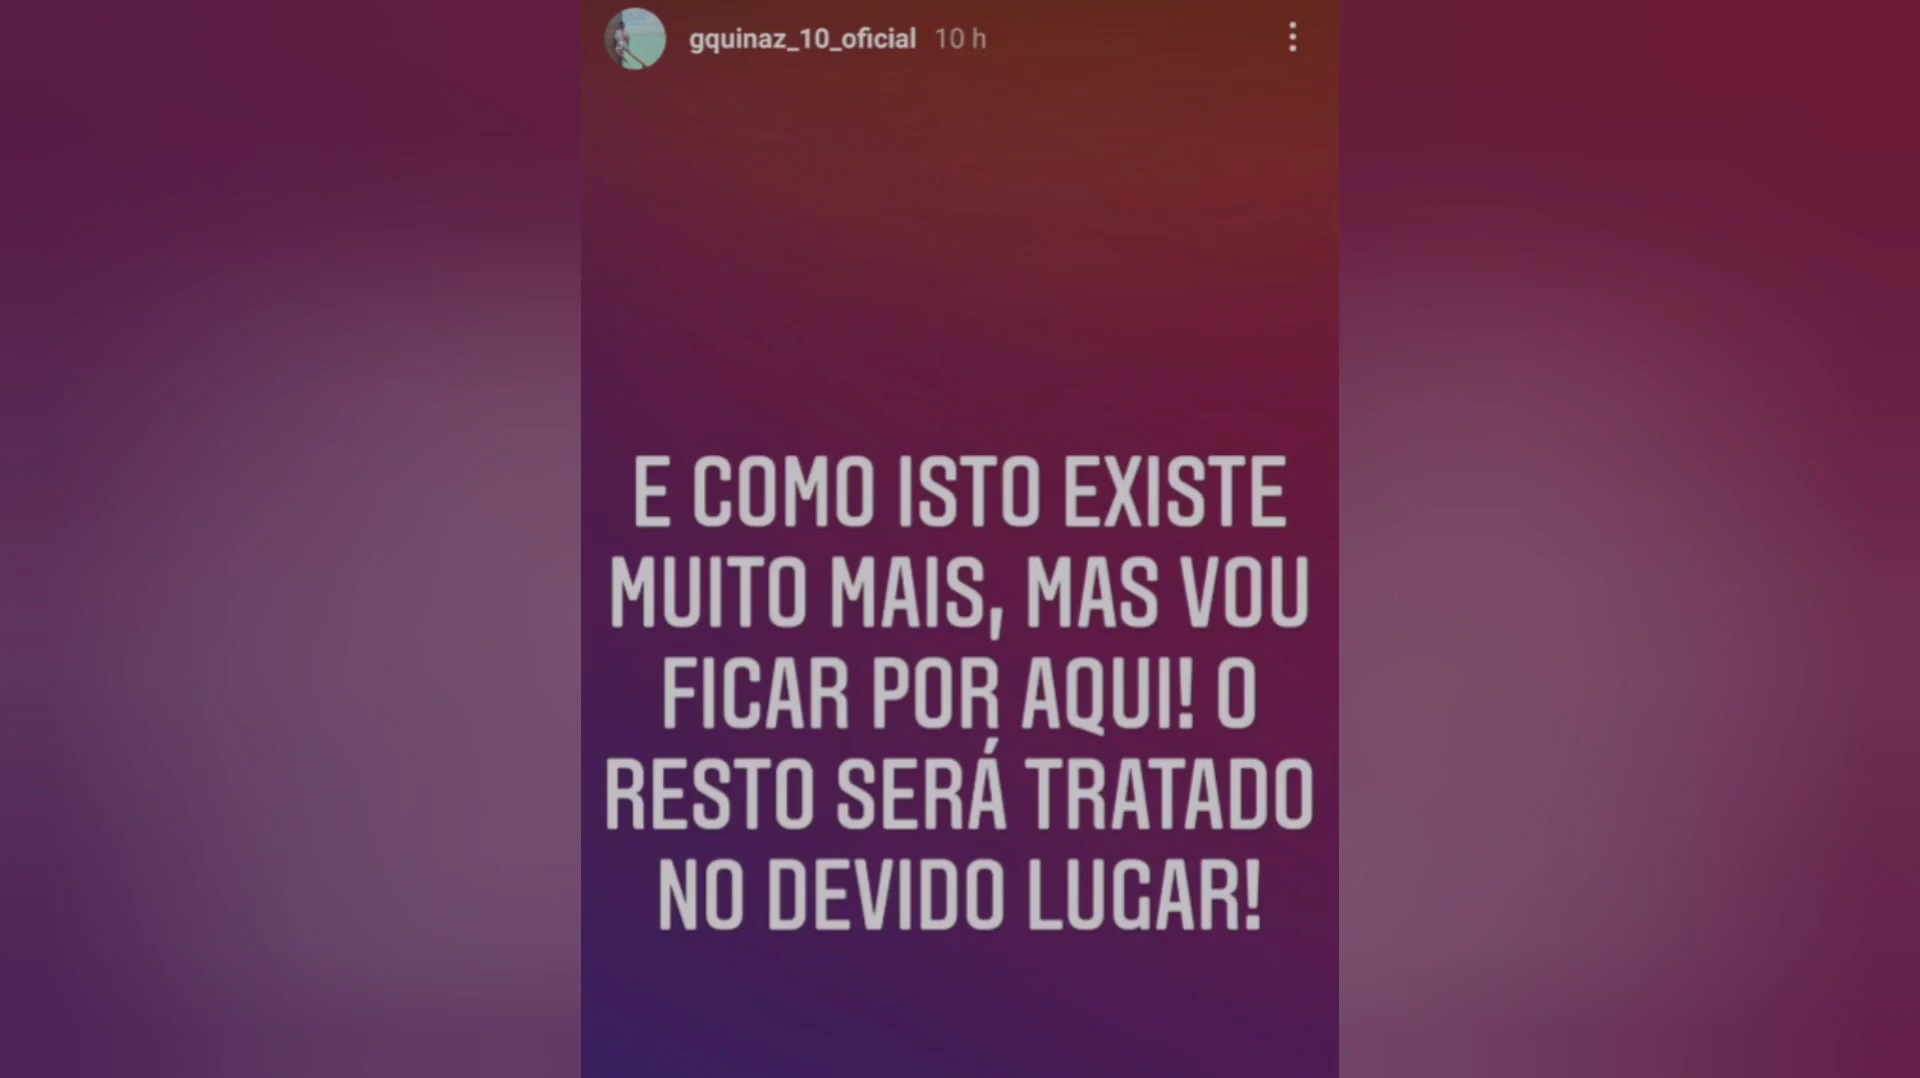 gquinaz_10_oficial 10 h
E COMO ISTO EXISTE
MUITO MAIS, MAS VOU
FICAR POR AQUI! O
RESTO SERÁ TRATADO
NO DEVIDO LUGAR!